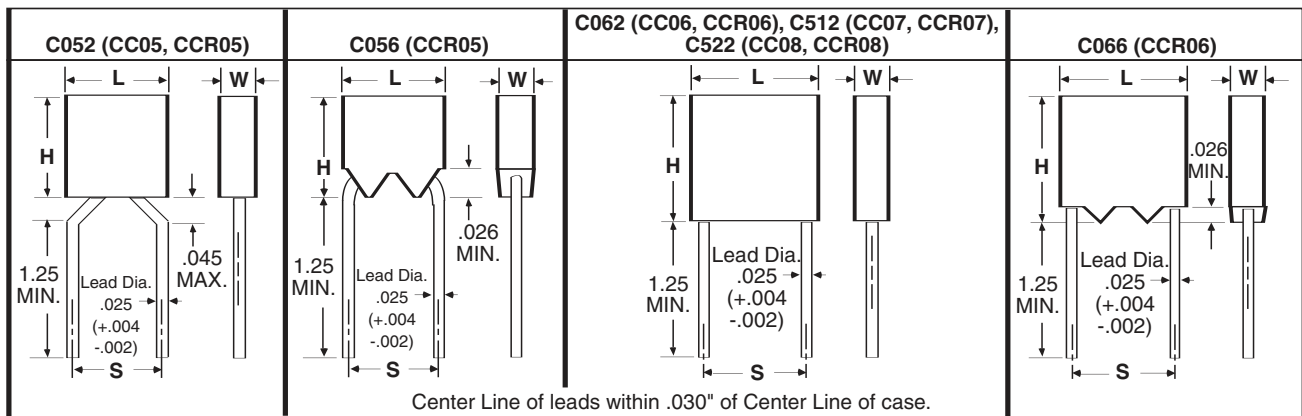 C052 (CC05, CCR05)
L
W
H
1.25
MIN.
.045
MAX.
Lead Dia.
.025
(+.004
-.002)
S
C056 (CCR05)
L
W
H
1.25
MIN.
.026
MIN.
Lead Dia.
.025
(+.004
-.002)
S
C062 (CC06, CCR06), C512 (CC07, CCR07),
C522 (CC08, CCR08)
L
W
H
1.25
MIN.
Lead Dia.
.025
(+.004
-.002)
S
C066 (CCR06)
L
W
H
.026
MIN.
1.25
MIN.
Lead Dia.
.025
(+.004
-.002)
S
Center Line of leads within .030" of Center Line of case.